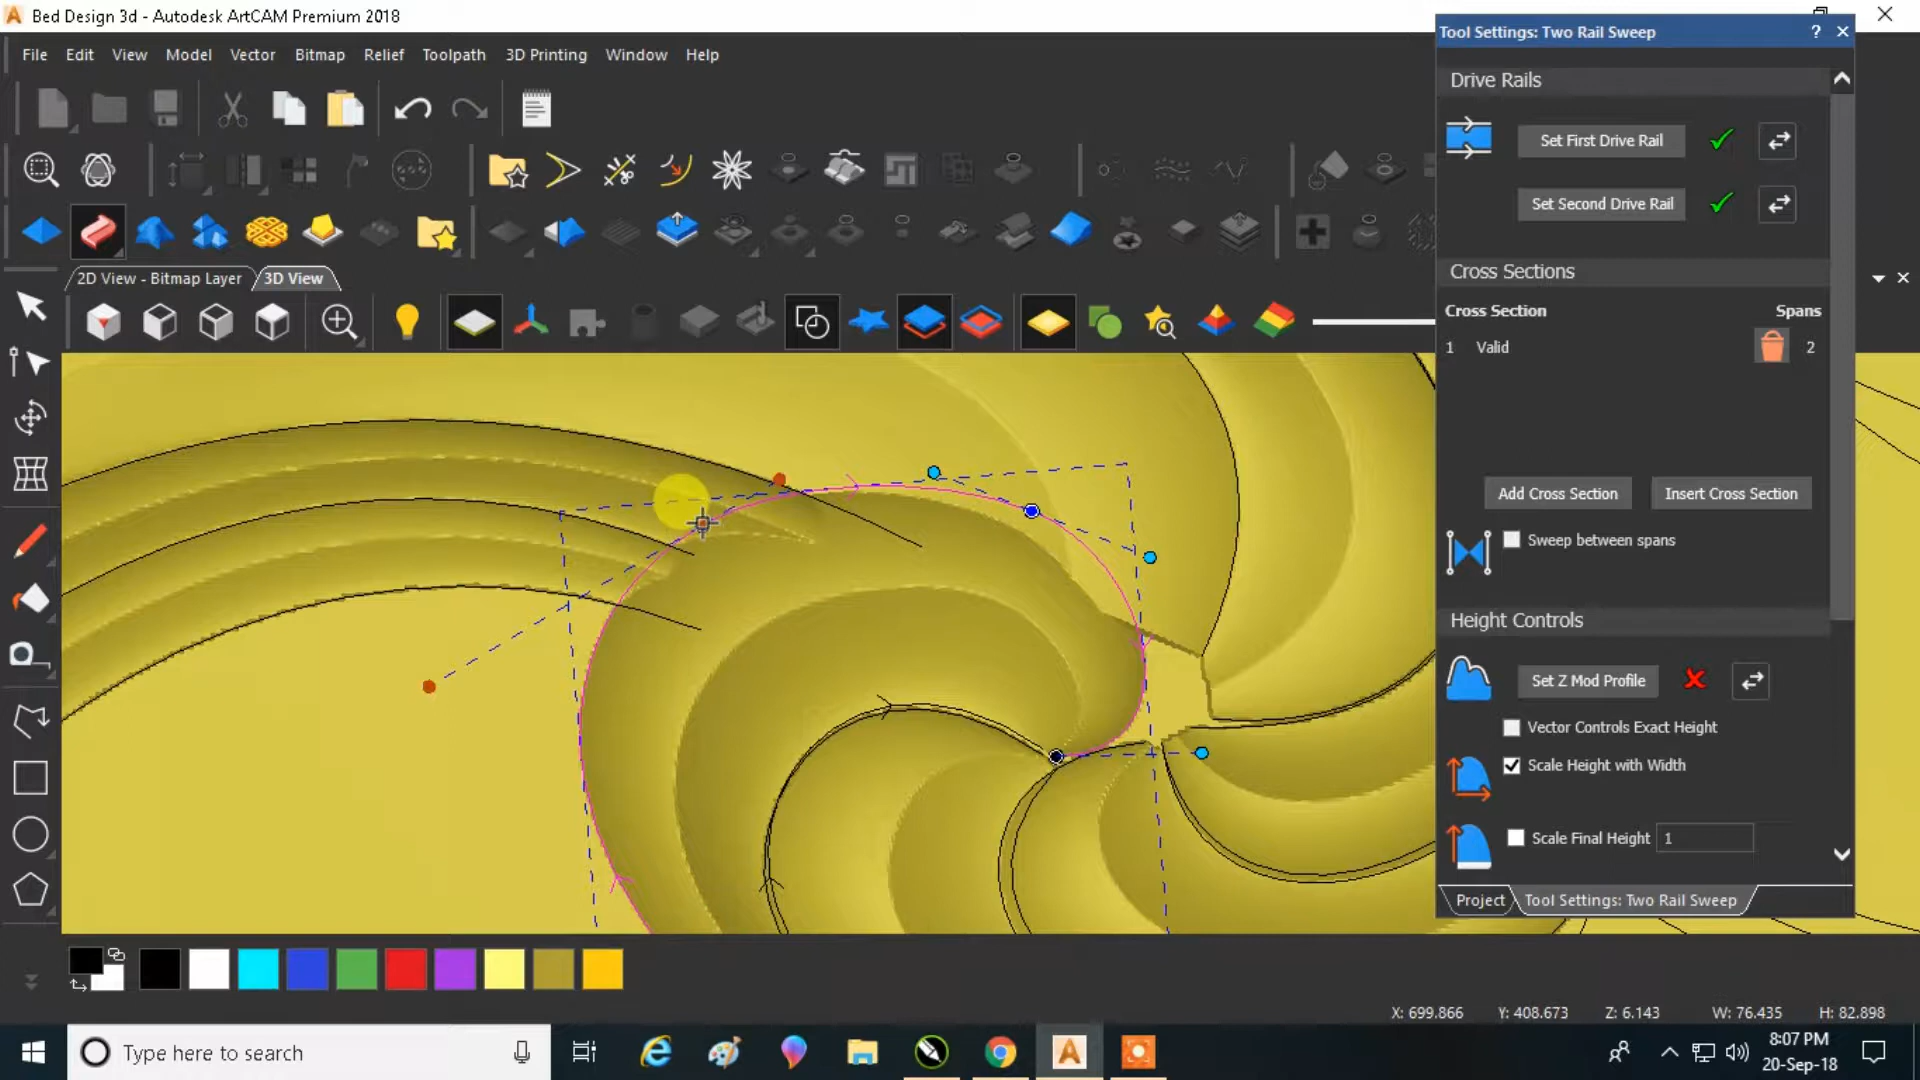 Bed Design 3d - Autodesk ArtCAM Premium 2018
File Edit View Model Vector Bitmap Relief Toolpath 3D Printing Window Help
2D View - Bitmap Layer 3D View
Tool Settings: Two Rail Sweep
Drive Rails
Set First Drive Rail
Set Second Drive Rail
Cross Sections
Cross Section Spans
1 Valid 2
Add Cross Section Insert Cross Section
Sweep between spans
Height Controls
Set Z Mod Profile
Vector Controls Exact Height
Scale Height with Width
Scale Final Height 1
Project Tool Settings: Two Rail Sweep
X: 699.866 Y: 408.673 Z: 6.143 W: 76.435 H: 82.898
Type here to search
8:07 PM
20-Sep-18